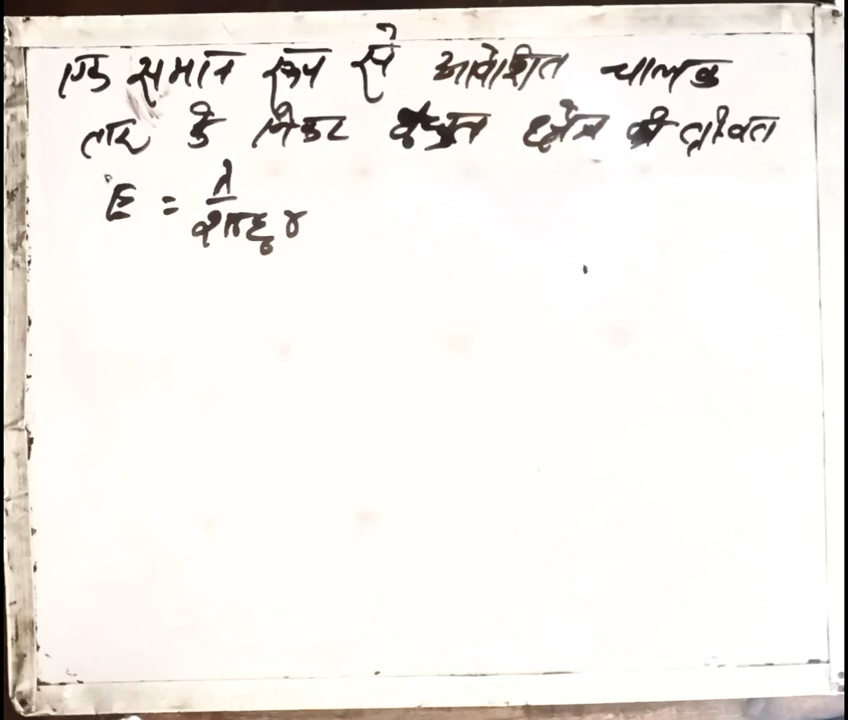 एक समान रूप से आवेशित चालक
तार के निकट वैद्युत क्षेत्र की तीव्रता
E = λ / 2πε₀r